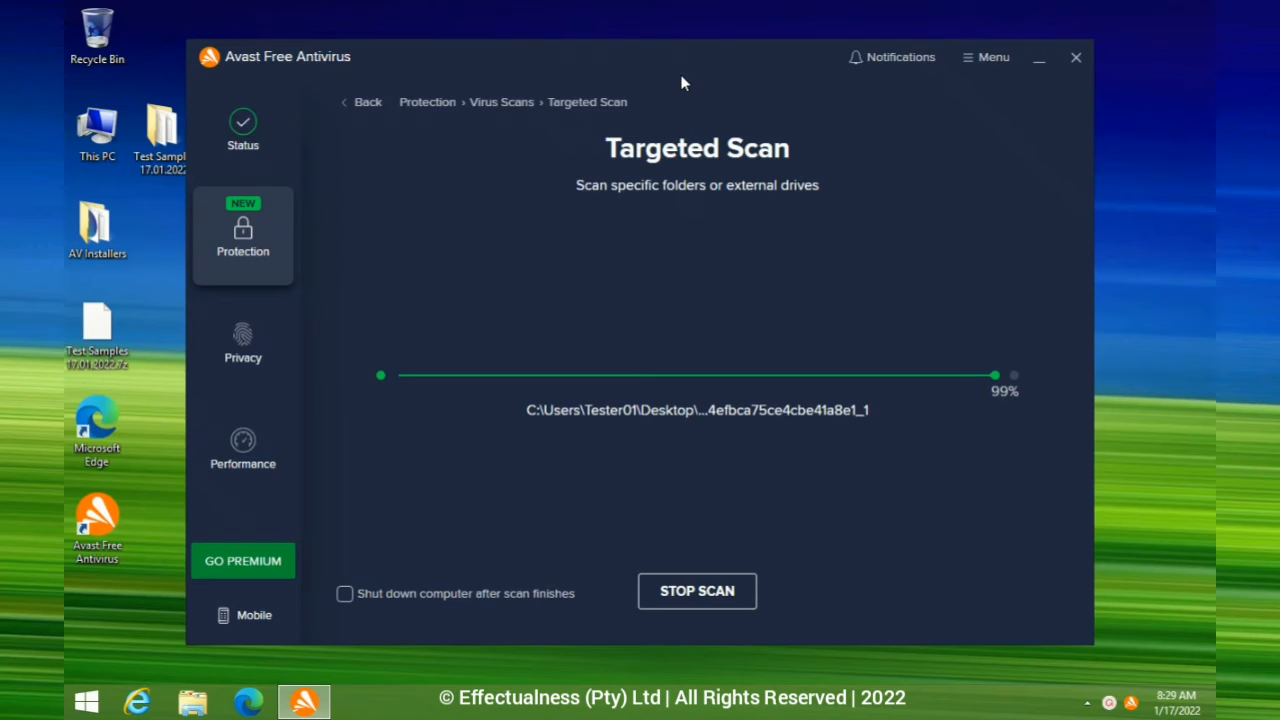 Recycle Bin
This PC
Test Sampl
17.01.2022
AV Installers
Test Samples
17.01.2022.7z
Microsoft
Edge
Avast Free
Antivirus
Avast Free Antivirus
Notifications
Menu
Back
Protection › Virus Scans › Targeted Scan
Status
NEW
Protection
Privacy
Performance
GO PREMIUM
Mobile
Targeted Scan
Scan specific folders or external drives
99%
C:\Users\Tester01\Desktop\...4efbca75ce4cbe41a8e1_1
Shut down computer after scan finishes
STOP SCAN
© Effectualness (Pty) Ltd | All Rights Reserved | 2022
8:29 AM
1/17/2022